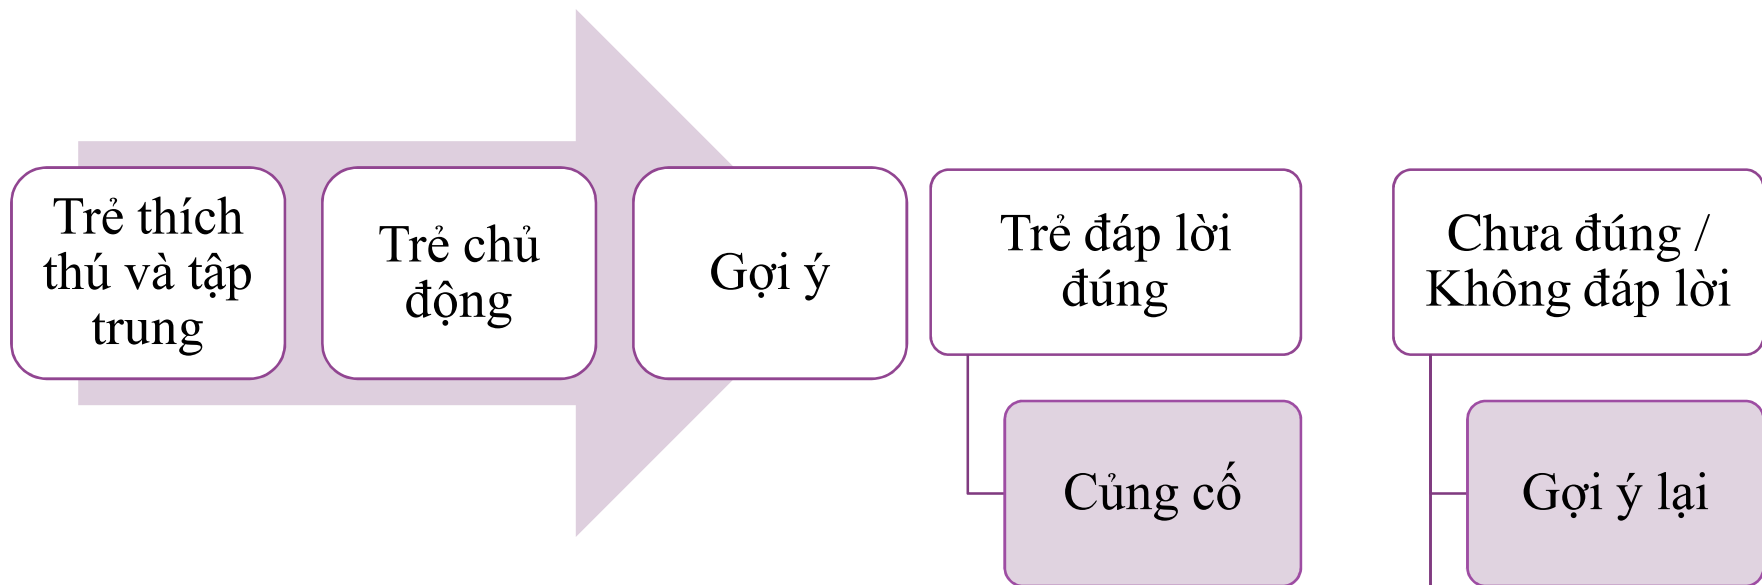 Trẻ thích
thú và tập
trung
Trẻ chủ
động
Gợi ý
Trẻ đáp lời
đúng
Củng cố
Chưa đúng /
Không đáp lời
Gợi ý lại